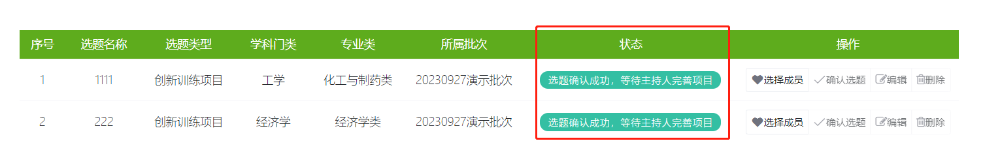 序号 选题名称 选题类型 学科门类 专业类 所属批次 状态 操作
1 1111 创新训练项目 工学 化工与制药类 20230927演示批次 选题确认成功，等待主持人完善项目 选择成员 确认选题 编辑 删除
2 222 创新训练项目 经济学 经济学类 20230927演示批次 选题确认成功，等待主持人完善项目 选择成员 确认选题 编辑 删除